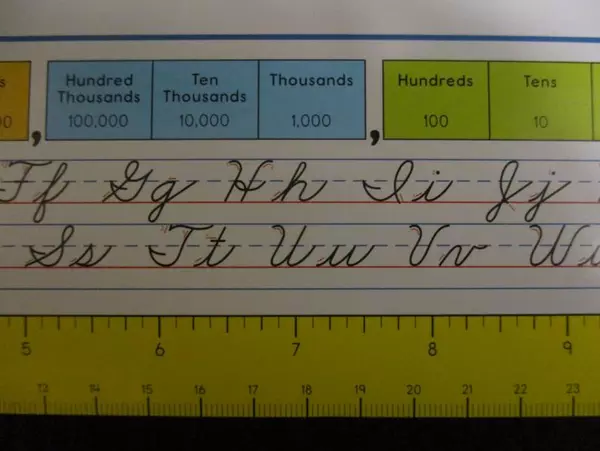 Hundred Thousands Ten Thousands Thousands Hundreds Tens
, 100,000 10,000 1,000 , 100 10
Ff Gg Hh Ii Jj
Ss Tt Uu Vv W
5 6 7 8 9
12 13 14 15 16 17 18 19 20 21 22 23